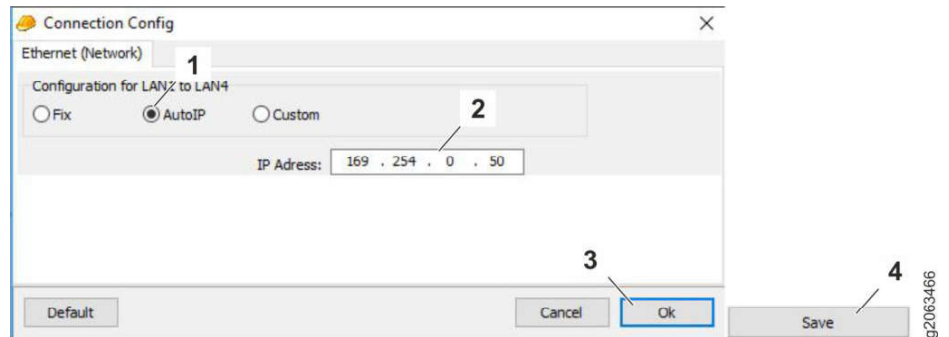 Connection Config
Ethernet (Network)
1
Configuration for LAN1 to LAN4
Fix AutoIP Custom
2
IP Adress: 169 . 254 . 0 . 50
3
4
Default Cancel Ok Save
g2063466